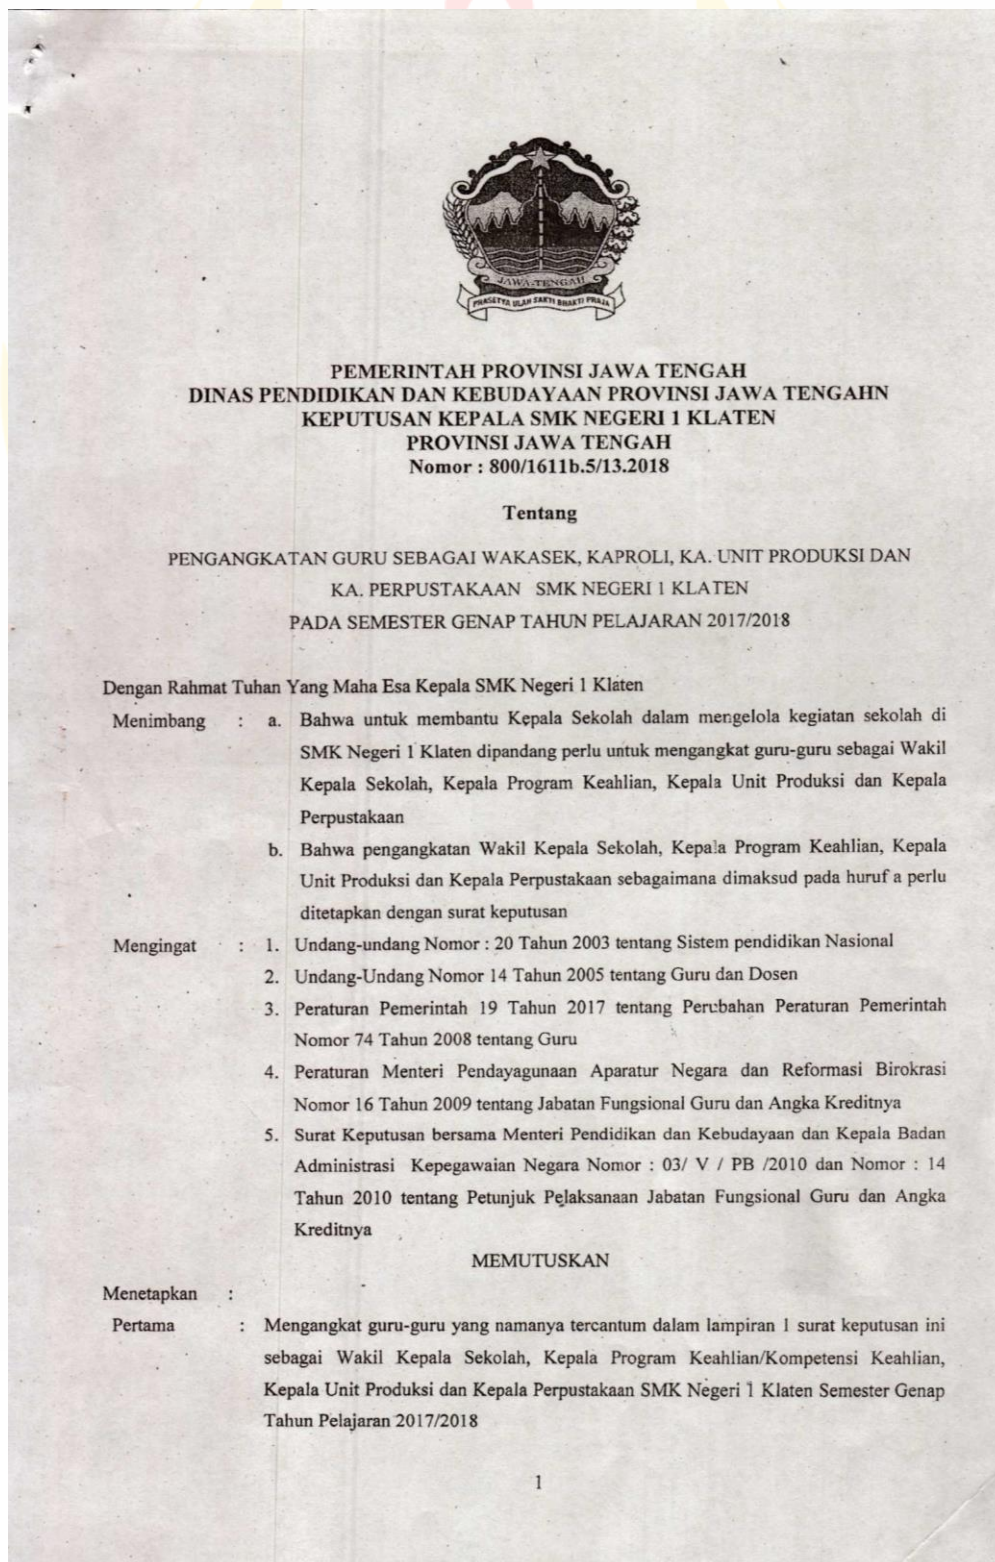 JAWA-TENGAH
PRASETYA ULAH SAKTI BHAKTI PRAJA
PEMERINTAH PROVINSI JAWA TENGAH
DINAS PENDIDIKAN DAN KEBUDAYAAN PROVINSI JAWA TENGAHN
KEPUTUSAN KEPALA SMK NEGERI 1 KLATEN
PROVINSI JAWA TENGAH
Nomor : 800/1611b.5/13.2018
Tentang
PENGANGKATAN GURU SEBAGAI WAKASEK, KAPROLI, KA. UNIT PRODUKSI DAN
KA. PERPUSTAKAAN SMK NEGERI 1 KLATEN
PADA SEMESTER GENAP TAHUN PELAJARAN 2017/2018
Dengan Rahmat Tuhan Yang Maha Esa Kepala SMK Negeri 1 Klaten
Menimbang : a. Bahwa untuk membantu Kepala Sekolah dalam mengelola kegiatan sekolah di
SMK Negeri 1 Klaten dipandang perlu untuk mengangkat guru-guru sebagai Wakil
Kepala Sekolah, Kepala Program Keahlian, Kepala Unit Produksi dan Kepala
Perpustakaan
b. Bahwa pengangkatan Wakil Kepala Sekolah, Kepala Program Keahlian, Kepala
Unit Produksi dan Kepala Perpustakaan sebagaimana dimaksud pada huruf a perlu
ditetapkan dengan surat keputusan
Mengingat : 1. Undang-undang Nomor : 20 Tahun 2003 tentang Sistem pendidikan Nasional
2. Undang-Undang Nomor 14 Tahun 2005 tentang Guru dan Dosen
3. Peraturan Pemerintah 19 Tahun 2017 tentang Perubahan Peraturan Pemerintah
Nomor 74 Tahun 2008 tentang Guru
4. Peraturan Menteri Pendayagunaan Aparatur Negara dan Reformasi Birokrasi
Nomor 16 Tahun 2009 tentang Jabatan Fungsional Guru dan Angka Kreditnya
5. Surat Keputusan bersama Menteri Pendidikan dan Kebudayaan dan Kepala Badan
Administrasi Kepegawaian Negara Nomor : 03/ V / PB /2010 dan Nomor : 14
Tahun 2010 tentang Petunjuk Pelaksanaan Jabatan Fungsional Guru dan Angka
Kreditnya
MEMUTUSKAN
Menetapkan :
Pertama : Mengangkat guru-guru yang namanya tercantum dalam lampiran 1 surat keputusan ini
sebagai Wakil Kepala Sekolah, Kepala Program Keahlian/Kompetensi Keahlian,
Kepala Unit Produksi dan Kepala Perpustakaan SMK Negeri 1 Klaten Semester Genap
Tahun Pelajaran 2017/2018
1